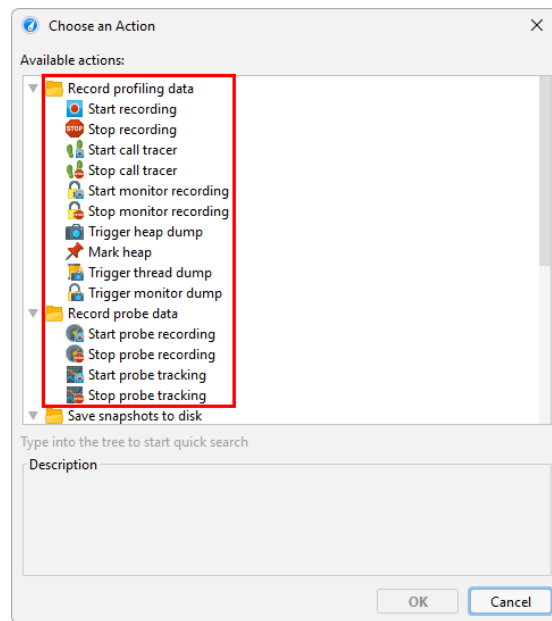 Choose an Action
Available actions:
Record profiling data
Start recording
STOP Stop recording
Start call tracer
Stop call tracer
Start monitor recording
Stop monitor recording
Trigger heap dump
Mark heap
Trigger thread dump
Trigger monitor dump
Record probe data
Start probe recording
Stop probe recording
Start probe tracking
Stop probe tracking
Save snapshots to disk
Type into the tree to start quick search
Description
OK Cancel